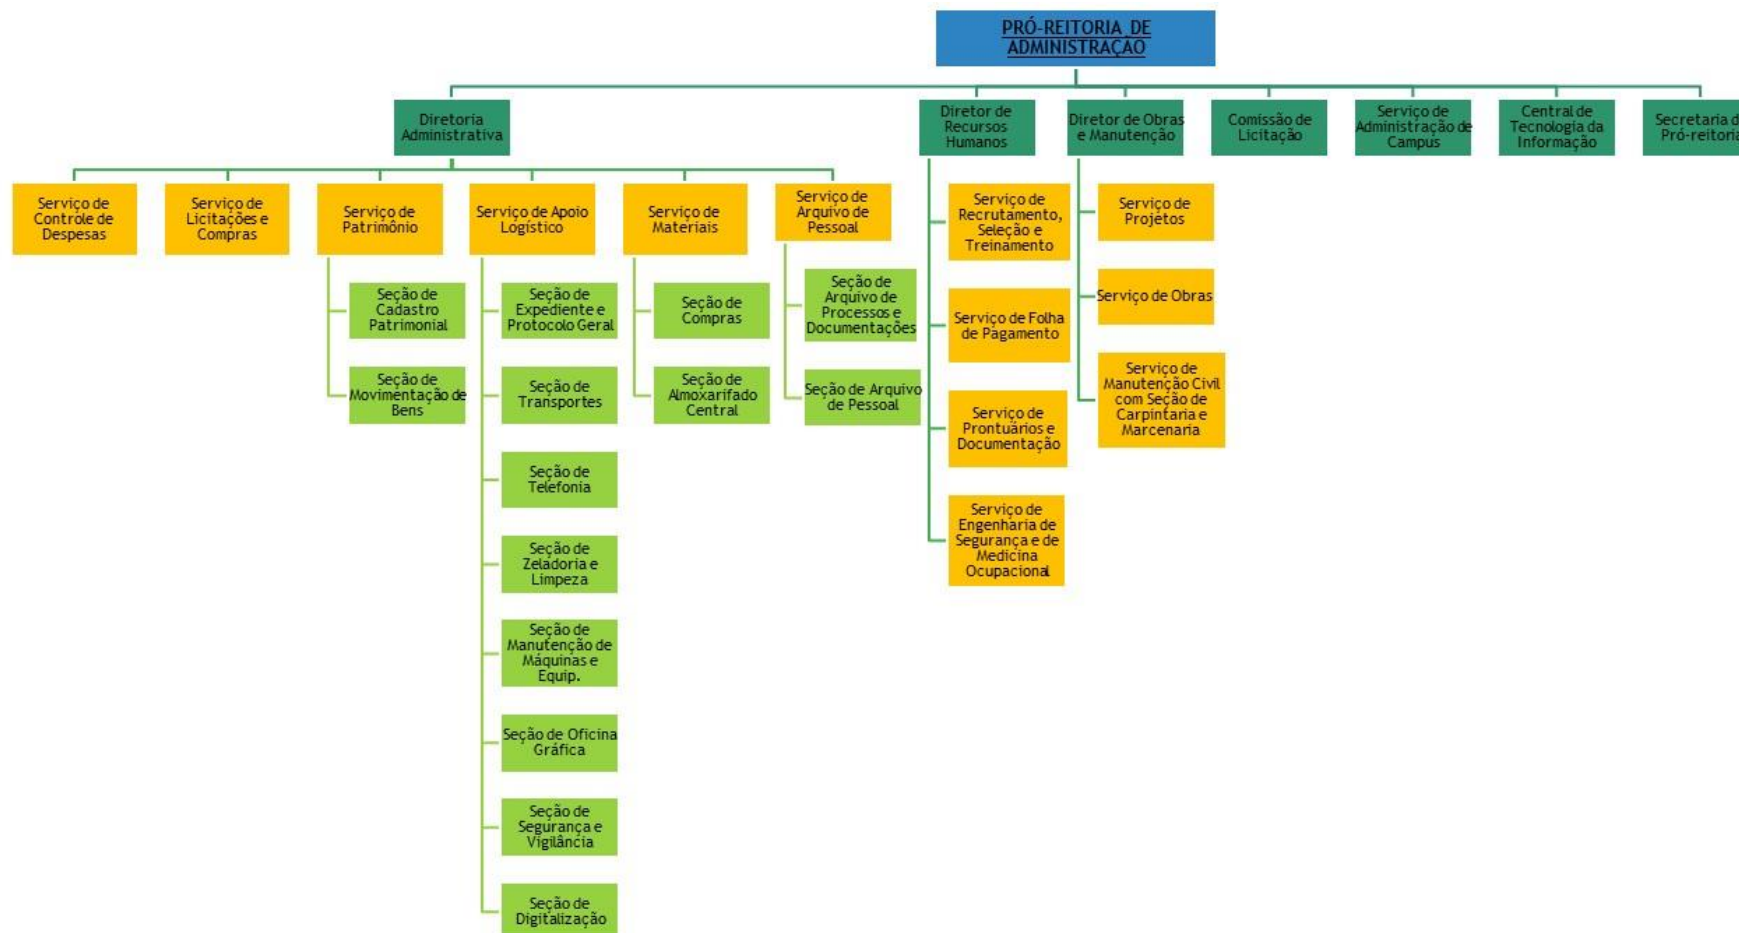 PRÓ-REITORIA DE
ADMINISTRAÇÃO
Diretoria
Administrativa
Diretor de
Recursos
Humanos
Diretor de Obras
e Manutenção
Comissão de
Licitação
Serviço de
Administração de
Campus
Central de
Tecnologia da
Informação
Secretaria d
Pró-reitoria
Serviço de
Controle de
Despesas
Serviço de
Licitações e
Compras
Serviço de
Patrimônio
Serviço de Apoio
Logístico
Serviço de
Materiais
Serviço de
Arquivo de
Pessoal
Seção de
Cadastro
Patrimonial
Seção de
Movimentação de
Bens
Seção de
Expediente e
Protocolo Geral
Seção de
Transportes
Seção de
Telefonia
Seção de
Zeladoria e
Limpeza
Seção de
Manutenção de
Máquinas e
Equip.
Seção de Oficina
Gráfica
Seção de
Segurança e
Vigilância
Seção de
Digitalização
Seção de
Compras
Seção de
Almoxarifado
Central
Seção de
Arquivo de
Processos e
Documentações
Seção de Arquivo
de Pessoal
Serviço de
Recrutamento,
Seleção e
Treinamento
Serviço de Folha
de Pagamento
Serviço de
Prontuários e
Documentação
Serviço de
Engenharia de
Segurança e de
Medicina
Ocupacional
Serviço de
Projetos
Serviço de Obras
Serviço de
Manutenção Civil
com Seção de
Carpintaria e
Marcenaria